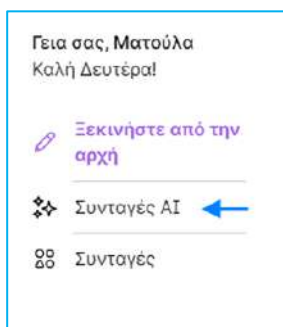 Γεια σας, Ματούλα
Καλή Δευτέρα!
Ξεκινήστε από την
αρχή
Συνταγές AI
Συνταγές